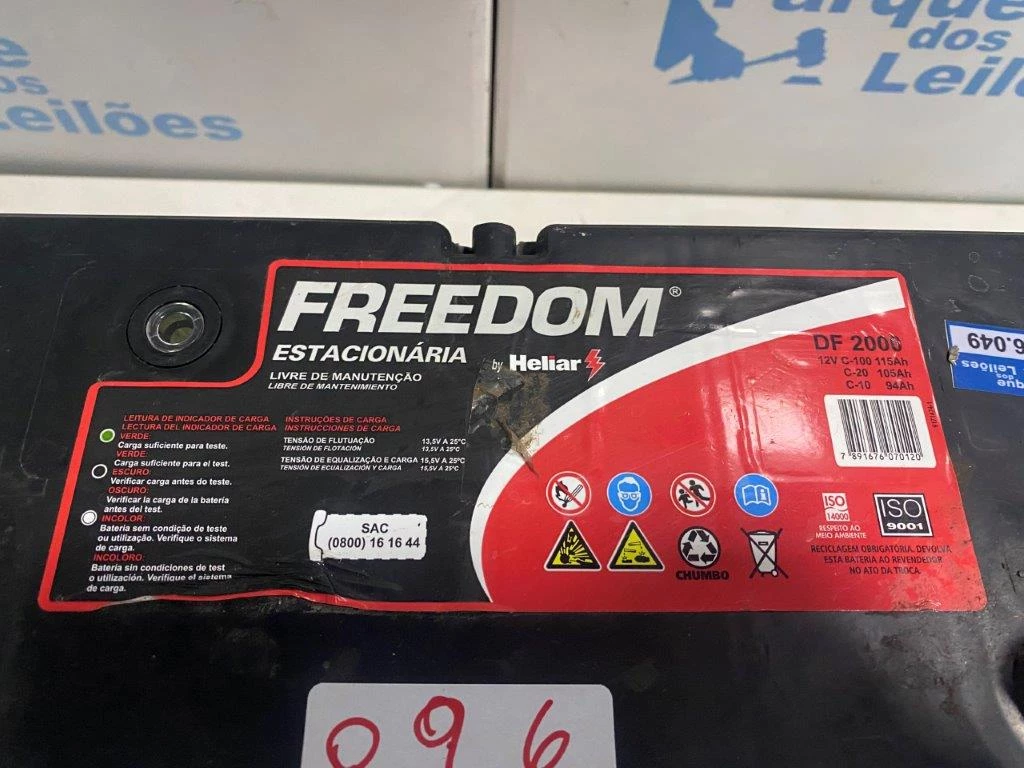 Parque
dos
Leilões
dos
Leilões
FREEDOM®
ESTACIONÁRIA
by Heliar
LIVRE DE MANUTENÇÃO
LIBRE DE MANTENIMIENTO
DF 2000
12V C-100 115Ah
C-20 105Ah
C-10 94Ah
6.049
dos
Leilões
7 891676 070120
LEITURA DE INDICADOR DE CARGA
LECTURA DEL INDICADOR DE CARGA
VERDE:
Carga suficiente para teste.
VERDE:
Carga suficiente para el test.
ESCURO:
Verificar carga antes do teste.
OSCURO:
Verificar la carga de la batería
antes del test.
INCOLOR:
Bateria sem condição de teste
ou utilização. Verifique o sistema
de carga.
INCOLORO:
Batería sin condiciones de test
o utilización. Verifique el sistema
de carga.
INSTRUÇÕES DE CARGA
INSTRUCCIONES DE CARGA
TENSÃO DE FLUTUAÇÃO 13,5V A 25°C
TENSIÓN DE FLOTACIÓN 13,5V A 25°C
TENSÃO DE EQUALIZAÇÃO E CARGA 15,5V A 25°C
TENSIÓN DE ECUALIZACIÓN Y CARGA 15,5V A 25°C
SAC
(0800) 16 16 44
CHUMBO
ISO
14000
RESPEITO AO
MEIO AMBIENTE
ISO
9001
RECICLAGEM OBRIGATÓRIA. DEVOLVA
ESTA BATERIA AO REVENDEDOR
NO ATO DA TROCA.
096